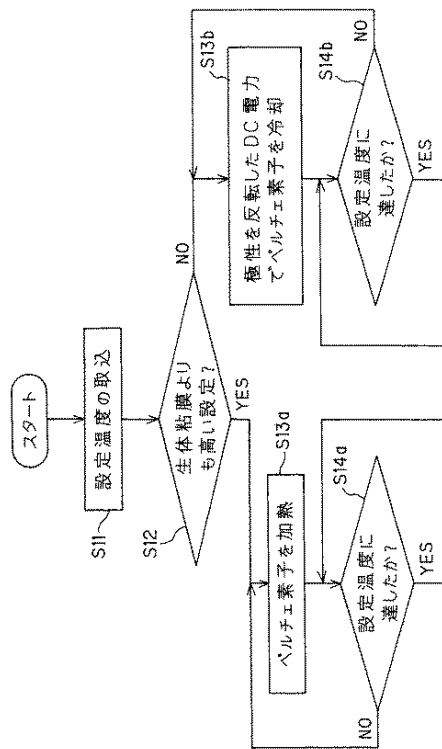 スタート
設定温度の取込
S11
生体粘膜より
も高い設定?
S12
YES
NO
ペルチェ素子を加熱
S13a
設定温度に
達したか?
S14a
NO
YES
極性を反転したDC電力
でペルチェ素子を冷却
S13b
設定温度に
達したか?
S14b
NO
YES